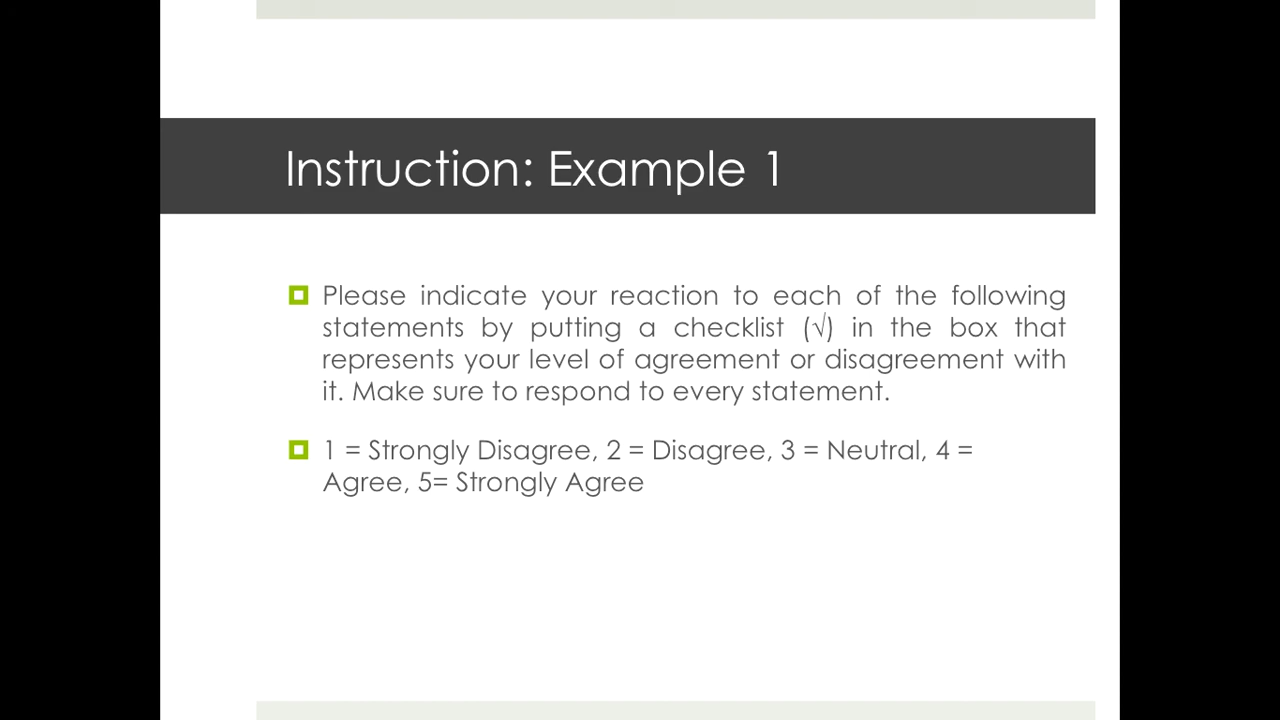 Instruction: Example 1
Please indicate your reaction to each of the following
statements by putting a checklist (√) in the box that
represents your level of agreement or disagreement with
it. Make sure to respond to every statement.
1 = Strongly Disagree, 2 = Disagree, 3 = Neutral, 4 =
Agree, 5= Strongly Agree